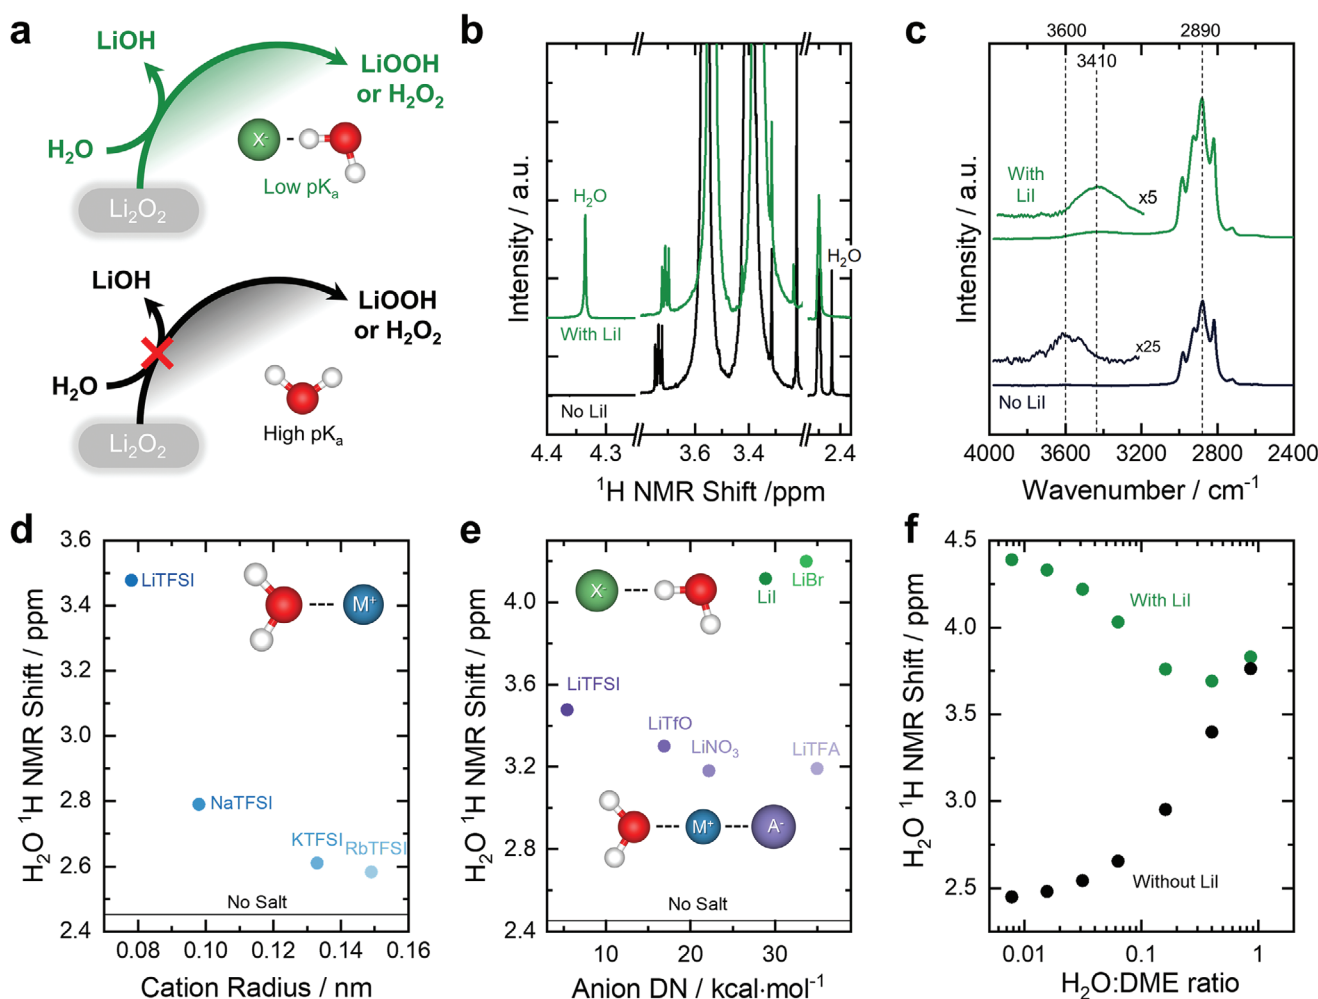 a
LiOH
LiOOH
or H₂O₂
H₂O
X⁻
Low pKₐ
Li₂O₂
LiOH
LiOOH
or H₂O₂
H₂O
High pKₐ
Li₂O₂
b
Intensity / a.u.
H₂O
H₂O
With LiI
No LiI
4.4 4.3 3.6 3.4 2.4
¹H NMR Shift /ppm
c
3600 2890
3410
Intensity / a.u.
With
LiI
x5
x25
No LiI
4000 3600 3200 2800 2400
Wavenumber / cm⁻¹
d
H₂O ¹H NMR Shift / ppm
3.6
3.4
3.2
3.0
2.8
2.6
2.4
LiTFSI
M⁺
NaTFSI
KTFSI
RbTFSI
No Salt
0.08 0.10 0.12 0.14 0.16
Cation Radius / nm
e
H₂O ¹H NMR Shift / ppm
4.0
3.6
3.2
2.8
2.4
X⁻
LiI
LiBr
LiTFSI
LiTfO
LiNO₃
LiTFA
M⁺
A⁻
No Salt
10 20 30
Anion DN / kcal·mol⁻¹
f
H₂O ¹H NMR Shift / ppm
4.5
4.0
3.5
3.0
2.5
With LiI
Without LiI
0.01 0.1 1
H₂O:DME ratio